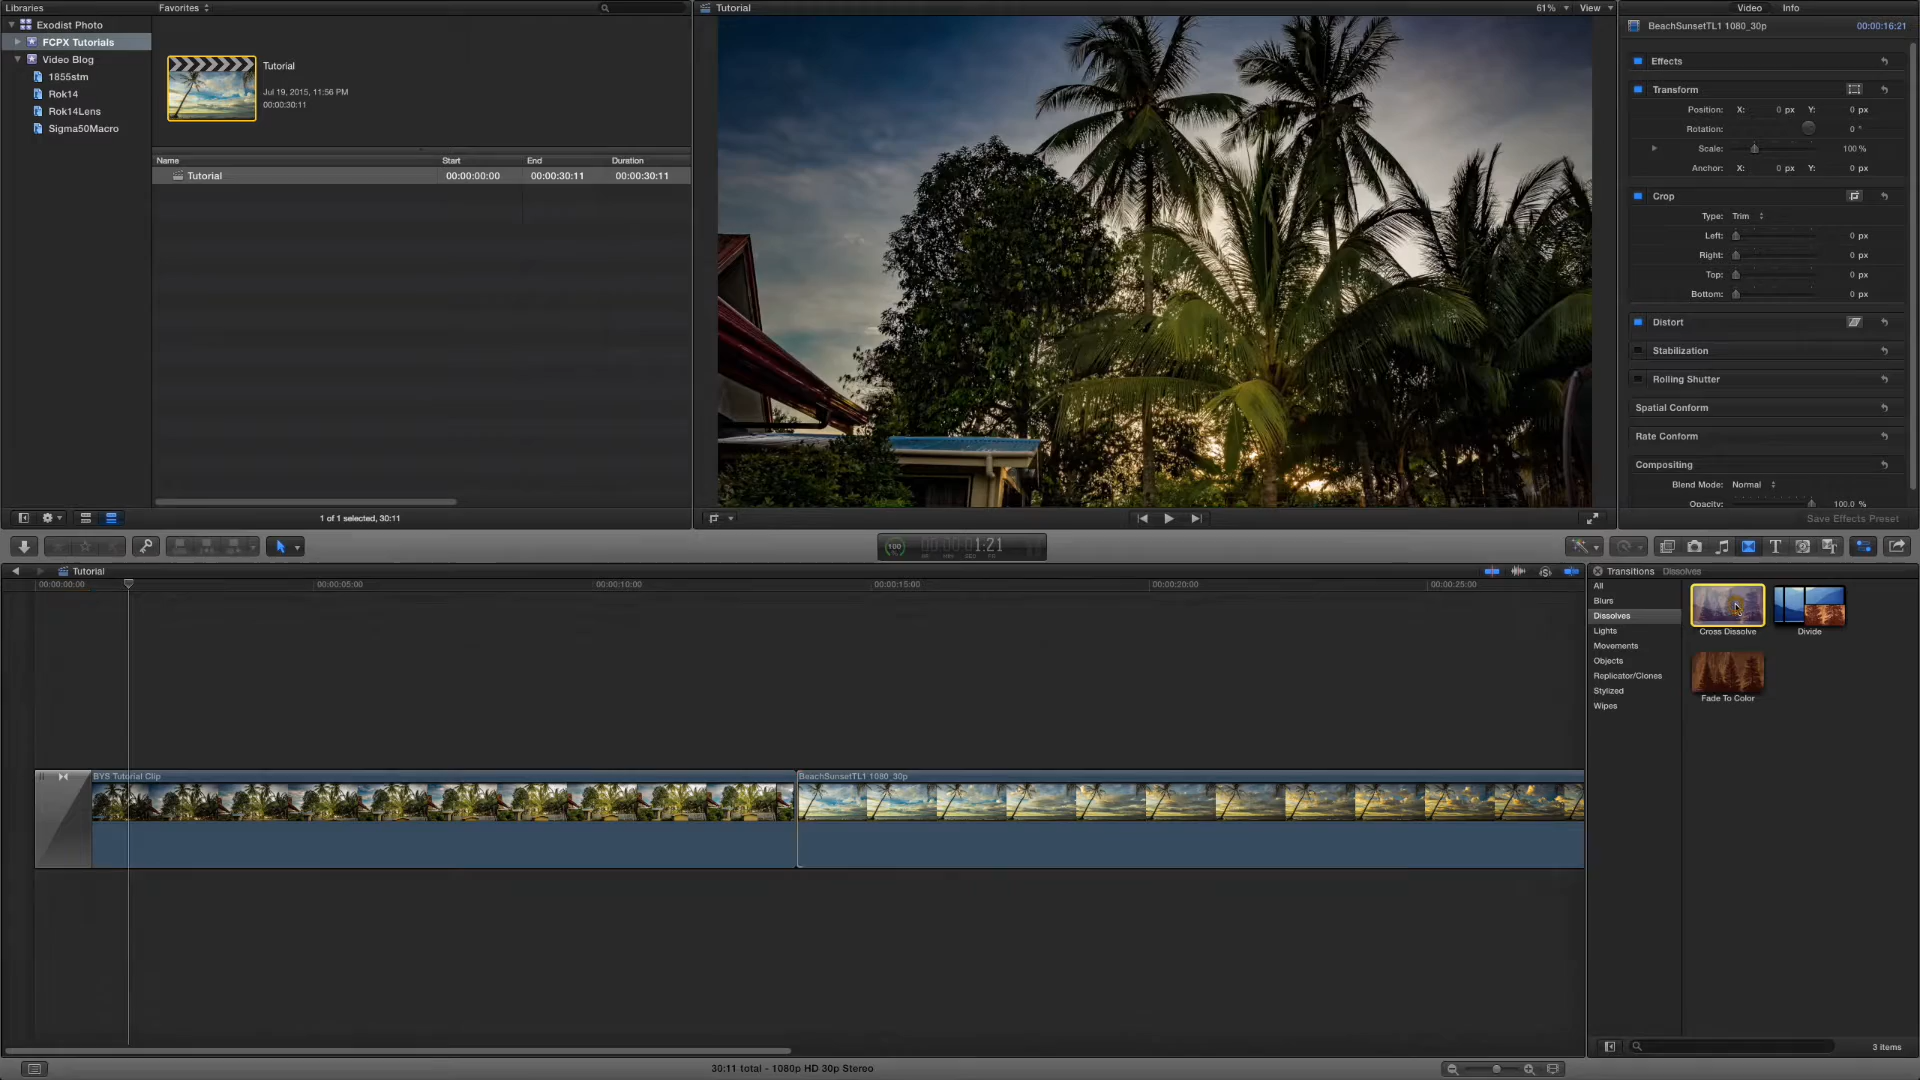 Libraries
Favorites
Tutorial
61%
View
Video
Info
Exodist Photo
FCPX Tutorials
Video Blog
1855stm
Rok14
Rok14Lens
Sigma50Macro
Tutorial
Jul 19, 2015, 11:56 PM
00:00:30:11
Name Start End Duration
Tutorial 00:00:00:00 00:00:30:11 00:00:30:11
1 of 1 selected, 30:11
BeachSunsetTL1 1080_30p 00:00:16:21
Effects
Transform
Position: X: 0 px Y: 0 px
Rotation: 0 °
Scale: 100 %
Anchor: X: 0 px Y: 0 px
Crop
Type: Trim
Left: 0 px
Right: 0 px
Top: 0 px
Bottom: 0 px
Distort
Stabilization
Rolling Shutter
Spatial Conform
Rate Conform
Compositing
Blend Mode: Normal
Opacity: 100.0 %
Save Effects Preset
100 00:00:01:21
Tutorial
00:00:00:00 00:00:05:00 00:00:10:00 00:00:15:00 00:00:20:00 00:00:25:00
BYS Tutorial Clip
BeachSunsetTL1 1080_30p
Transitions Dissolves
All
Blurs
Dissolves
Lights
Movements
Objects
Replicator/Clones
Stylized
Wipes
Cross Dissolve
Divide
Fade To Color
3 items
30:11 total - 1080p HD 30p Stereo